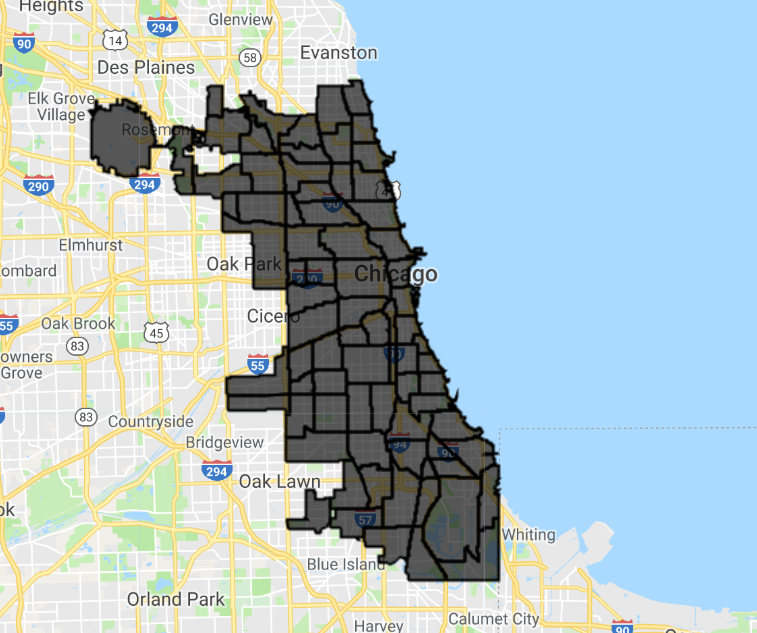 Heights
Glenview
294
90
14
58
Evanston
Des Plaines
Elk Grove
Village
Rosemont
290
294
90
Elmhurst
Oak Park
Chicago
ombard
290
55
Oak Brook
45
Cicero
83
owners
Grove
55
83
Countryside
Bridgeview
94
90
294
Oak Lawn
ok
57
Whiting
Blue Island
Orland Park
Calumet City
Harvey
90